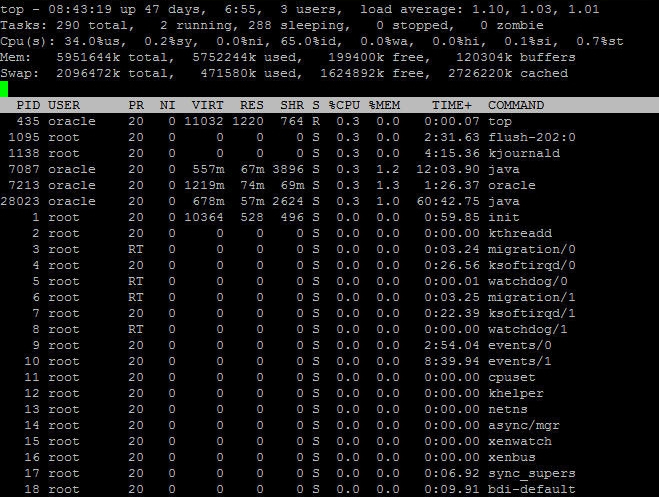 top - 08:43:19 up 47 days,  6:55,  3 users,  load average: 1.10, 1.03, 1.01
Tasks: 290 total,   2 running, 288 sleeping,   0 stopped,   0 zombie
Cpu(s): 34.0%us,  0.2%sy,  0.0%ni, 65.0%id,  0.0%wa,  0.0%hi,  0.1%si,  0.7%st
Mem:   5951644k total,  5752244k used,   199400k free,   120304k buffers
Swap:  2096472k total,   471580k used,  1624892k free,  2726220k cached
  PID USER      PR  NI  VIRT  RES  SHR S %CPU %MEM    TIME+  COMMAND
  435 oracle    20   0 11032 1220  764 R  0.3  0.0   0:00.07 top
 1095 root      20   0     0    0    0 S  0.3  0.0   2:31.63 flush-202:0
 1138 root      20   0     0    0    0 S  0.3  0.0   4:15.36 kjournald
 7087 oracle    20   0  557m  67m 3896 S  0.3  1.2  12:03.90 java
 7213 oracle    20   0 1219m  74m  69m S  0.3  1.3   1:26.37 oracle
28023 oracle    20   0  678m  57m 2624 S  0.3  1.0  60:42.75 java
    1 root      20   0 10364  528  496 S  0.0  0.0   0:59.85 init
    2 root      20   0     0    0    0 S  0.0  0.0   0:00.00 kthreadd
    3 root      RT   0     0    0    0 S  0.0  0.0   0:03.24 migration/0
    4 root      20   0     0    0    0 S  0.0  0.0   0:26.56 ksoftirqd/0
    5 root      RT   0     0    0    0 S  0.0  0.0   0:00.01 watchdog/0
    6 root      RT   0     0    0    0 S  0.0  0.0   0:03.25 migration/1
    7 root      20   0     0    0    0 S  0.0  0.0   0:22.39 ksoftirqd/1
    8 root      RT   0     0    0    0 S  0.0  0.0   0:00.00 watchdog/1
    9 root      20   0     0    0    0 S  0.0  0.0   2:54.04 events/0
   10 root      20   0     0    0    0 S  0.0  0.0   8:39.94 events/1
   11 root      20   0     0    0    0 S  0.0  0.0   0:00.00 cpuset
   12 root      20   0     0    0    0 S  0.0  0.0   0:00.00 khelper
   13 root      20   0     0    0    0 S  0.0  0.0   0:00.00 netns
   14 root      20   0     0    0    0 S  0.0  0.0   0:00.00 async/mgr
   15 root      20   0     0    0    0 S  0.0  0.0   0:00.00 xenwatch
   16 root      20   0     0    0    0 S  0.0  0.0   0:00.00 xenbus
   17 root      20   0     0    0    0 S  0.0  0.0   0:06.92 sync_supers
   18 root      20   0     0    0    0 S  0.0  0.0   0:09.91 bdi-default